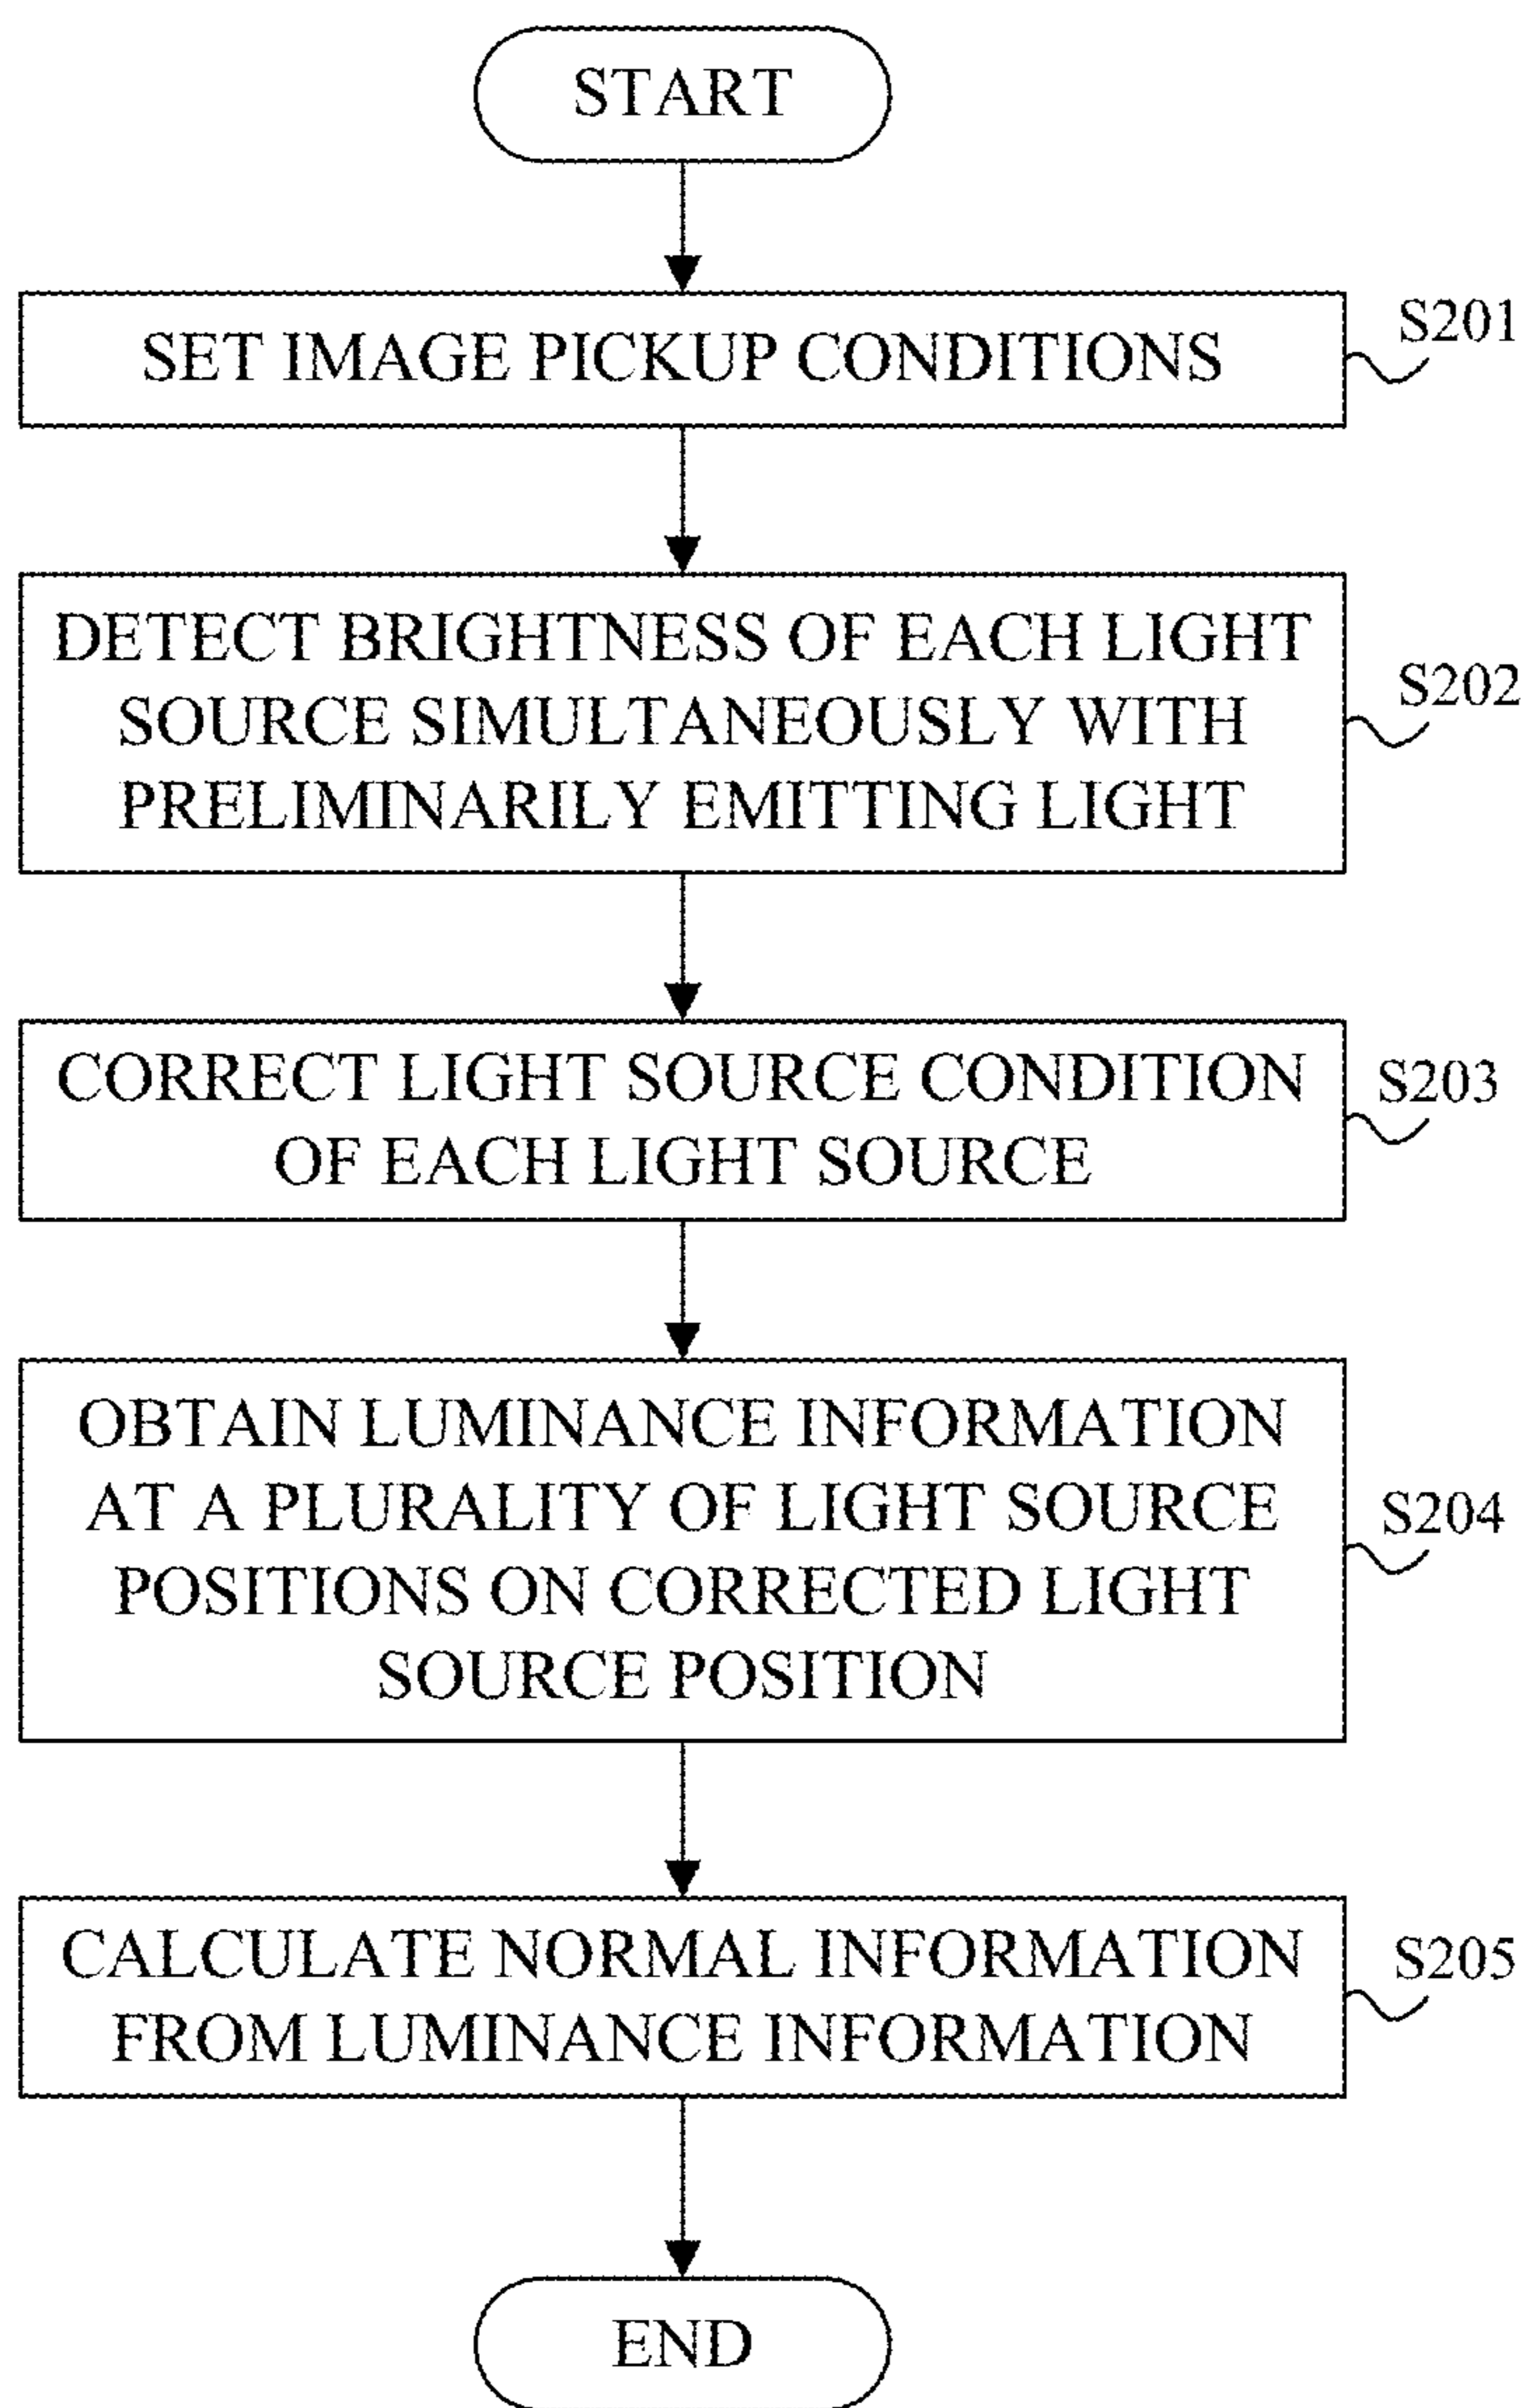 START
SET IMAGE PICKUP CONDITIONS
S201
DETECT BRIGHTNESS OF EACH LIGHT
SOURCE SIMULTANEOUSLY WITH
PRELIMINARILY EMITTING LIGHT
S202
CORRECT LIGHT SOURCE CONDITION
OF EACH LIGHT SOURCE
S203
OBTAIN LUMINANCE INFORMATION
AT A PLURALITY OF LIGHT SOURCE
POSITIONS ON CORRECTED LIGHT
SOURCE POSITION
S204
CALCULATE NORMAL INFORMATION
FROM LUMINANCE INFORMATION
S205
END